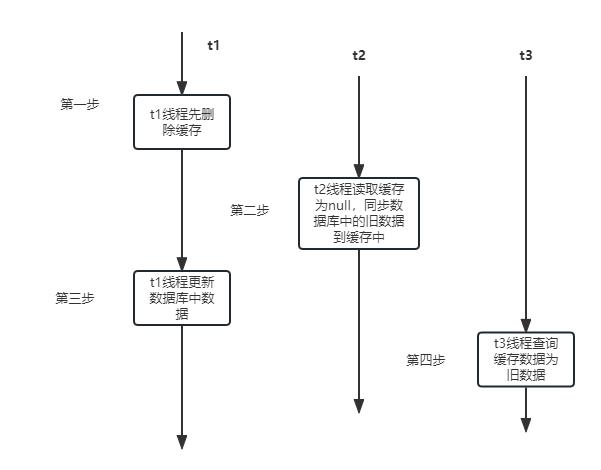 t1
t2
t3
第一步
t1线程先删
除缓存
第二步
t2线程读取缓存
为null，同步数
据库中的旧数据
到缓存中
第三步
t1线程更新
数据库中数
据
第四步
t3线程查询
缓存数据为
旧数据